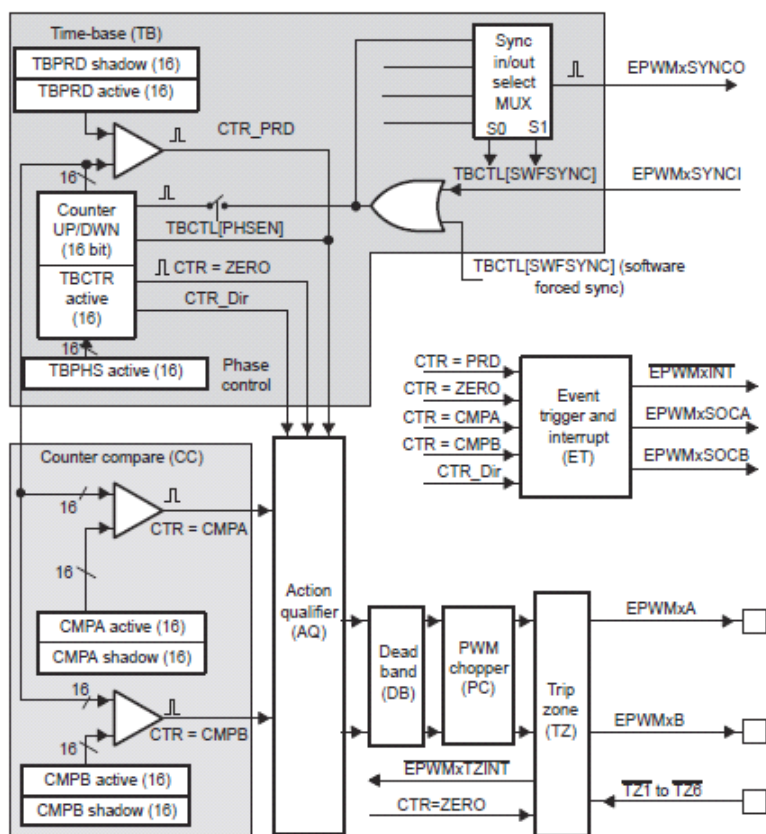 Time-base (TB)
TBPRD shadow (16)
TBPRD active (16)
CTR_PRD
Sync
in/out
select
MUX
S0 S1
EPWMxSYNCO
TBCTL[SWFSYNC]
EPWMxSYNCI
16
Counter
UP/DWN
(16 bit)
TBCTR
active
(16)
TBCTL[PHSEN]
CTR = ZERO
CTR_Dir
TBCTL[SWFSYNC] (software
forced sync)
16
TBPHS active (16)
Phase
control
CTR = PRD
CTR = ZERO
CTR = CMPA
CTR = CMPB
CTR_Dir
Event
trigger and
interrupt
(ET)
EPWMxINT
EPWMxSOCA
EPWMxSOCB
Counter compare (CC)
16
CTR = CMPA
16
CMPA active (16)
CMPA shadow (16)
16
CTR = CMPB
16
CMPB active (16)
CMPB shadow (16)
Action
qualifier
(AQ)
Dead
band
(DB)
PWM
chopper
(PC)
Trip
zone
(TZ)
EPWMxA
EPWMxB
EPWMxTZINT
TZ1 to TZ6
CTR=ZERO